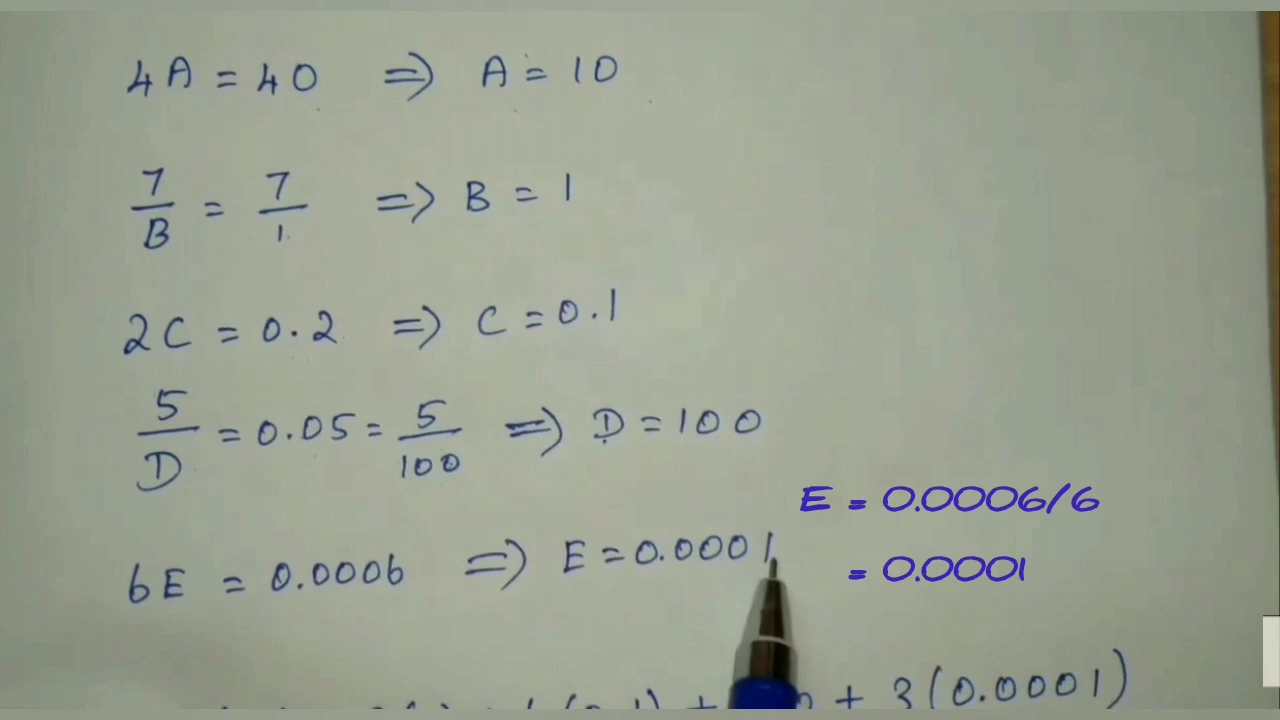 4A = 40 => A = 10
7/B = 7/1 => B = 1
2C = 0.2 => C = 0.1
5/D = 0.05 = 5/100 => D = 100
E = 0.0006/6
6E = 0.0006 => E = 0.0001
= 0.0001
+ 3(0.0001)